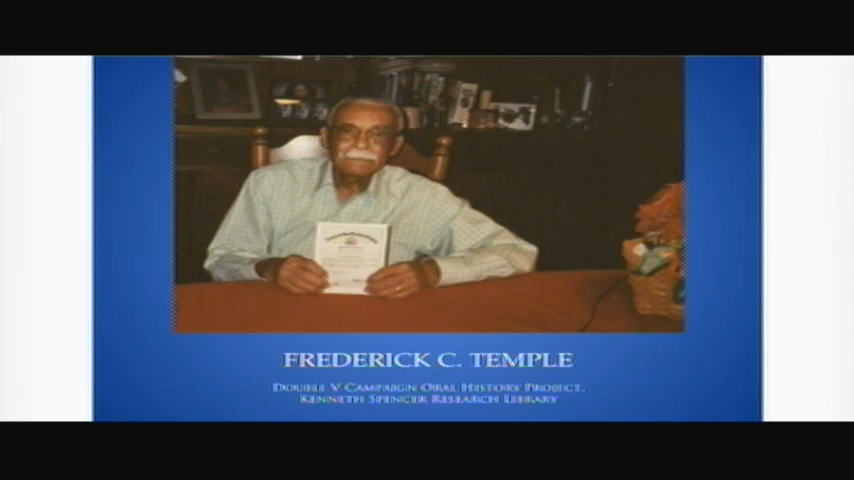 FREDERICK C. TEMPLE
DOUBLE V CAMPAIGN ORAL HISTORY PROJECT,
KENNETH SPENCER RESEARCH LIBRARY